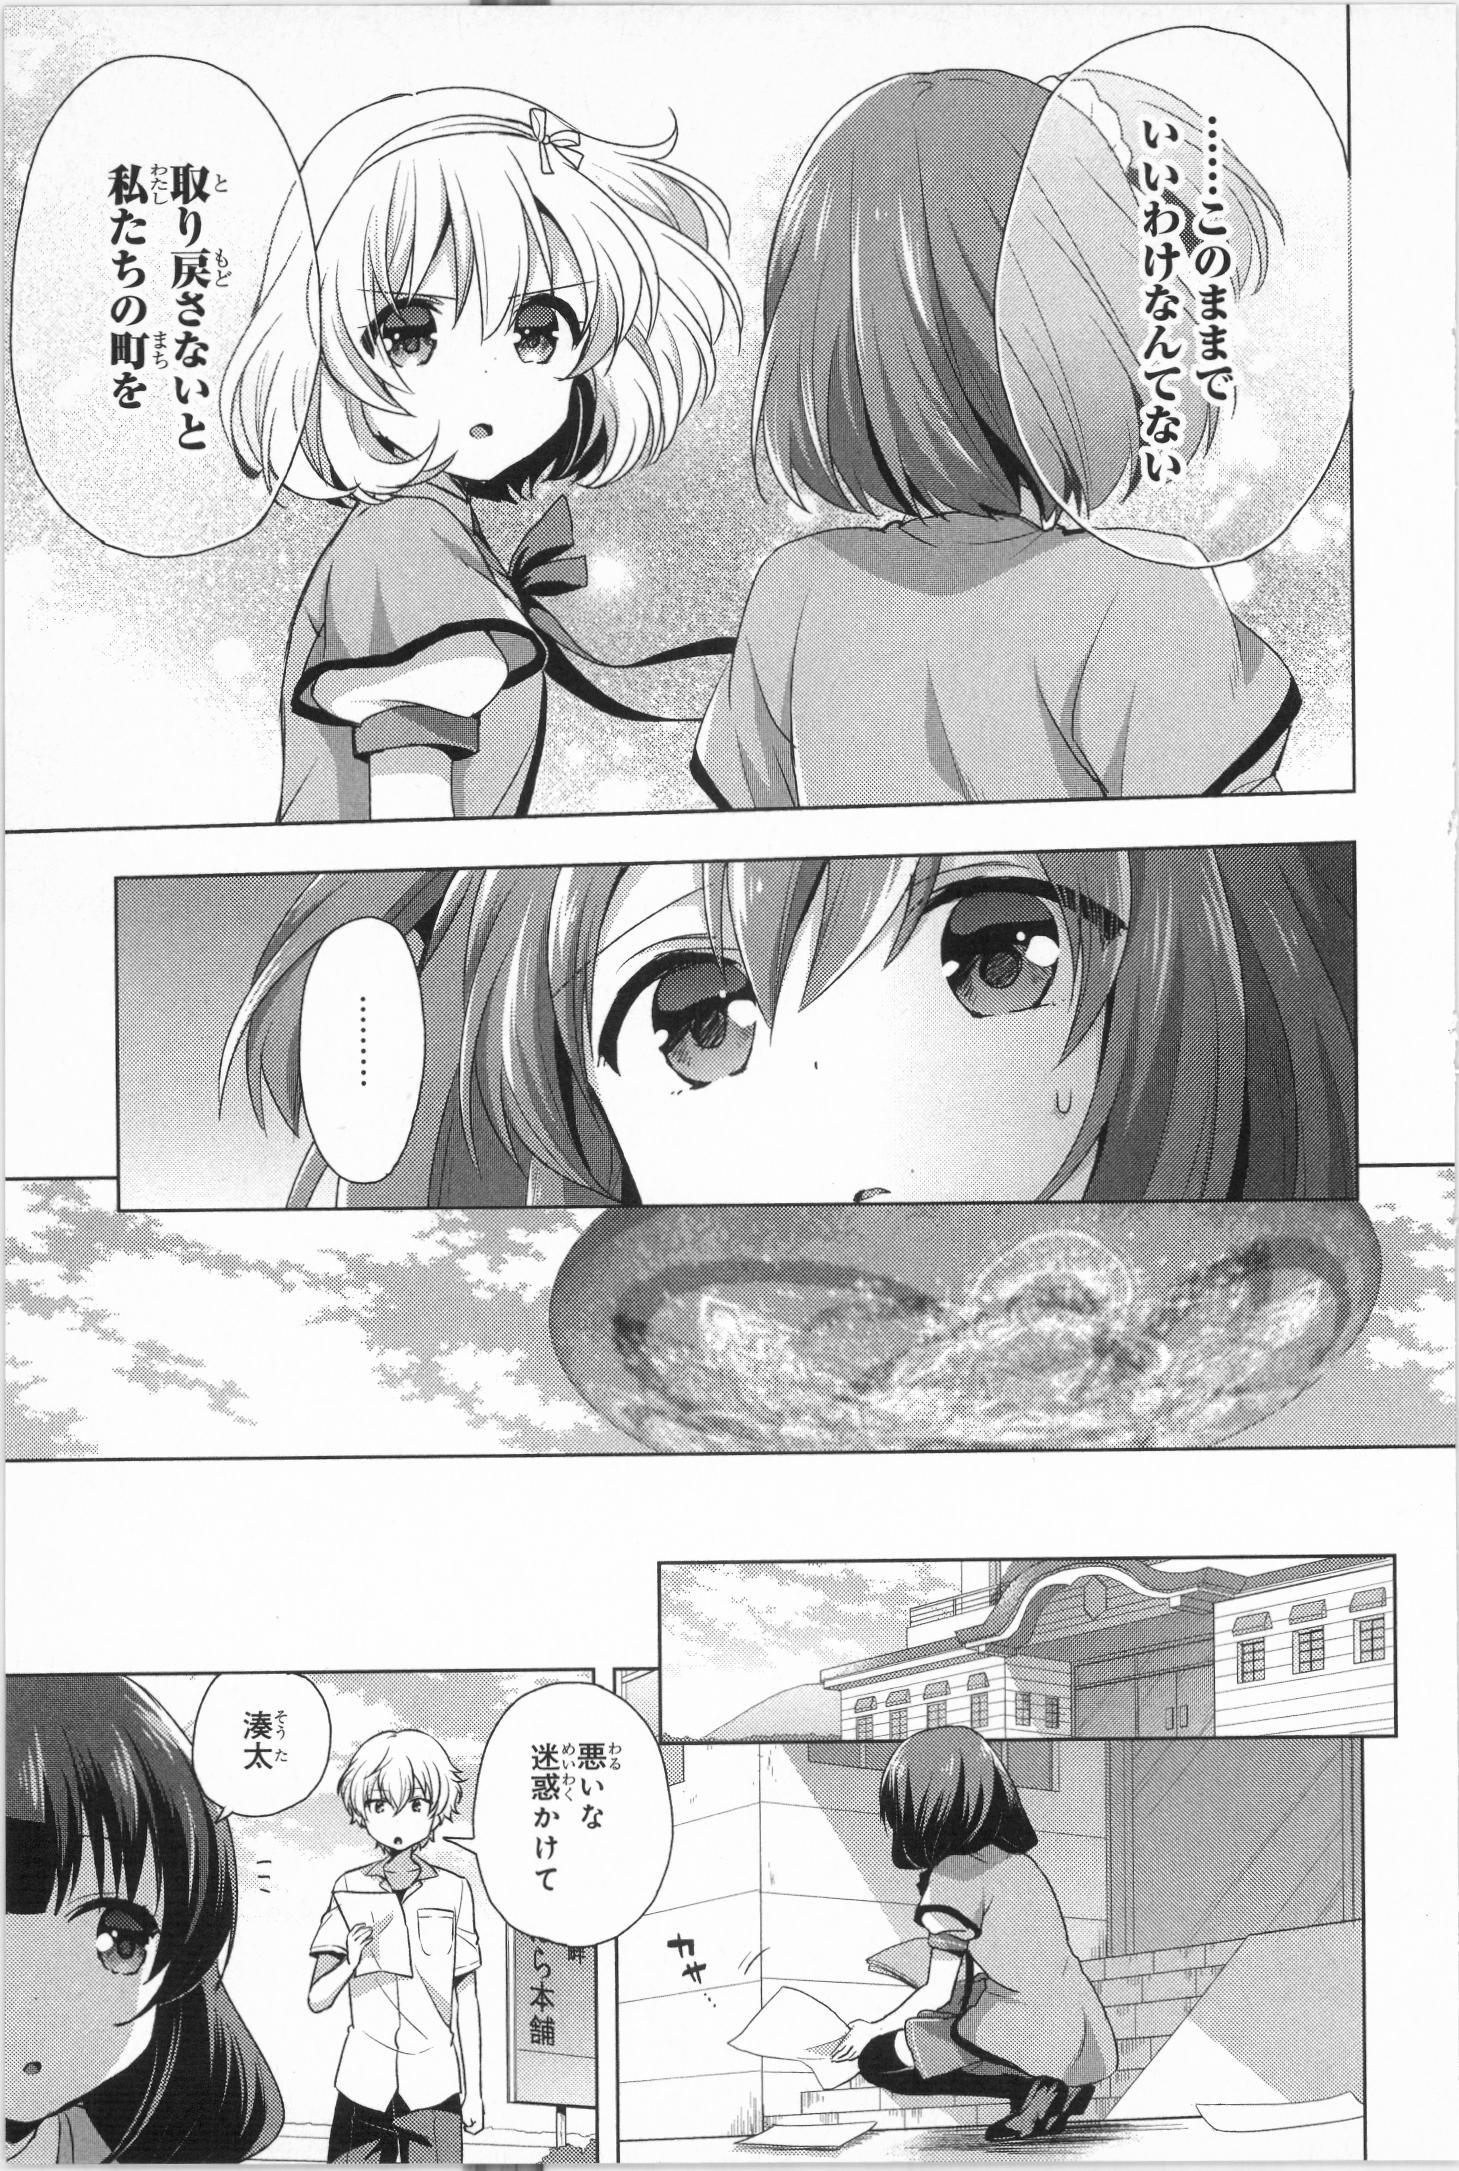 ……このままで
いいわけなんてない
取り戻さないと
私たちの町を
………
カサ…
悪いな
迷惑かけて
ら本舗
湊太